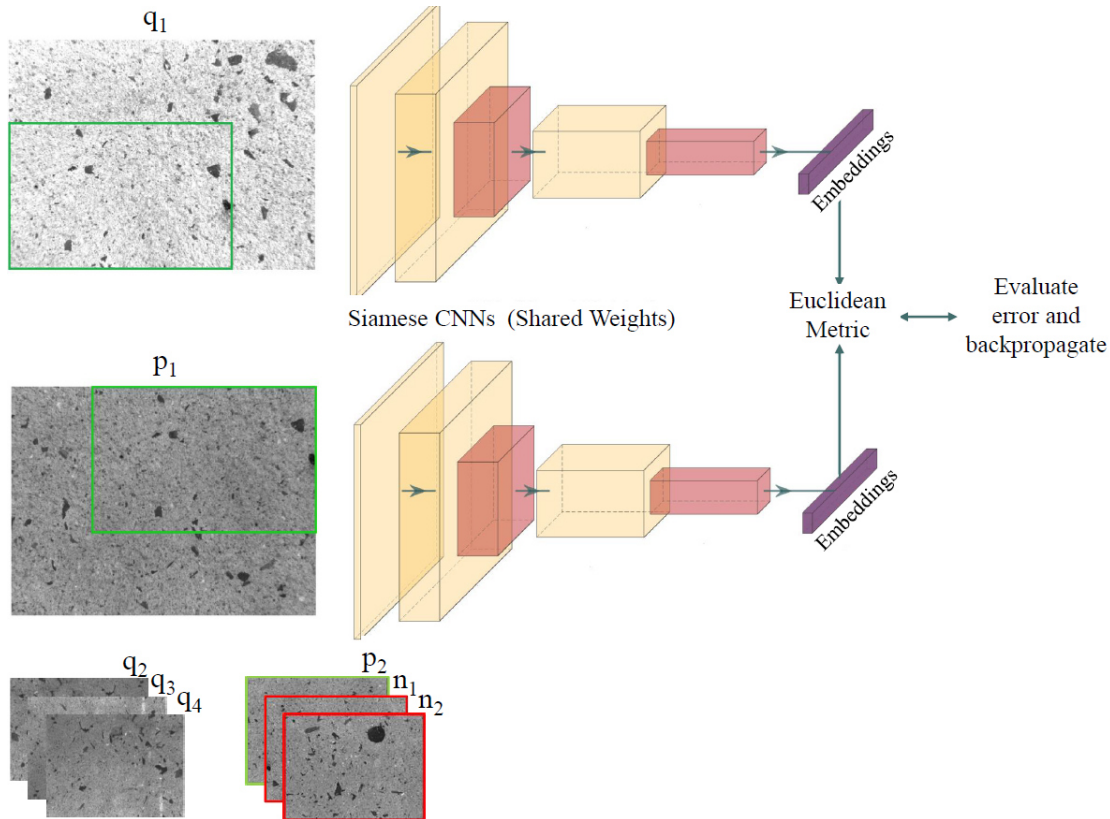 q1
Embeddings
Siamese CNNs (Shared Weights)
Euclidean
Metric
Evaluate
error and
backpropagate
p1
Embeddings
q2
q3
q4
p2
n1
n2